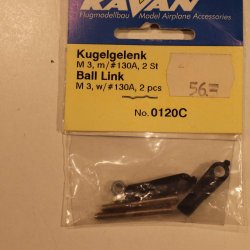 KAVAN
Flugmodellbau • Model Airplane Accessories
Kugelgelenk
M 3, m/#130A, 2 St
Ball Link
M 3, w/#130A, 2 pcs
56.=
No. 0120C